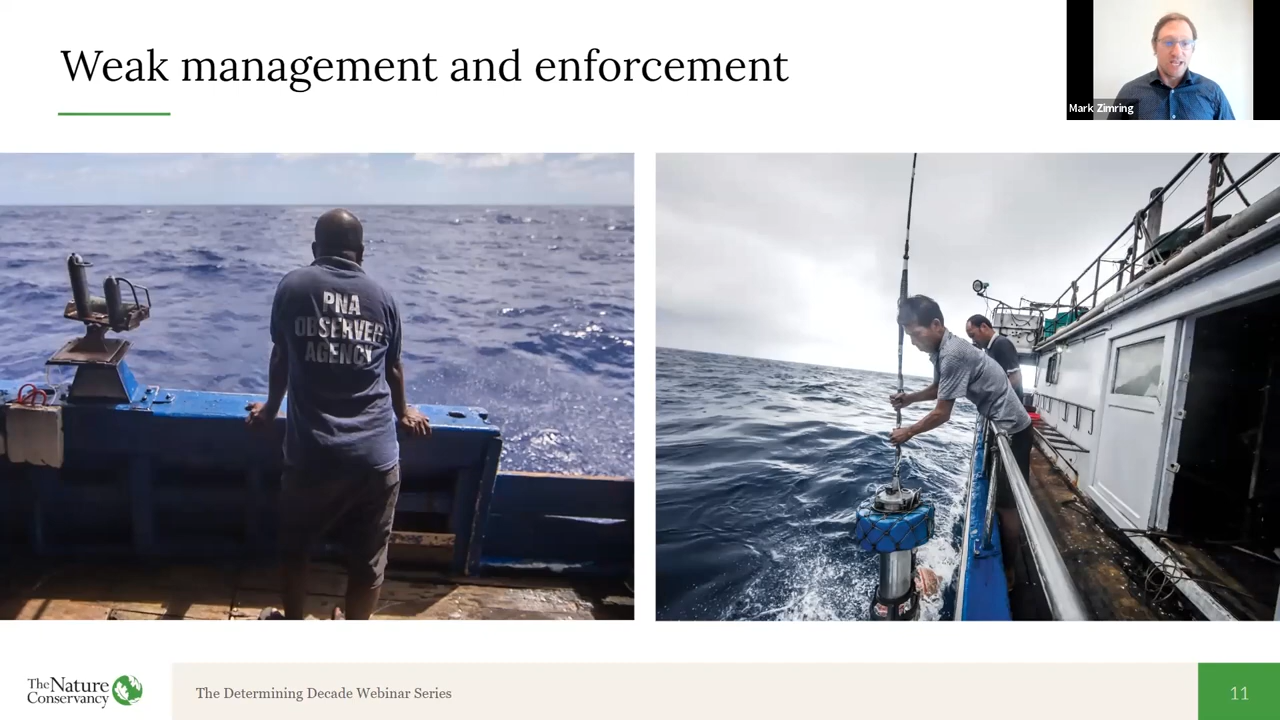 Weak management and enforcement
Mark Zimring
PNA
OBSERVER
AGENCY
The Nature
Conservancy
The Determining Decade Webinar Series
11